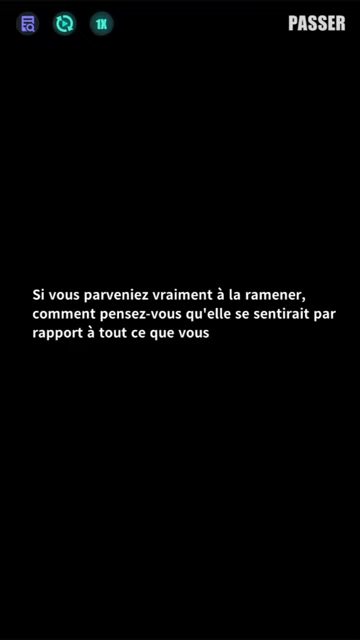 1X
PASSER
Si vous parveniez vraiment à la ramener,
comment pensez-vous qu'elle se sentirait par
rapport à tout ce que vous